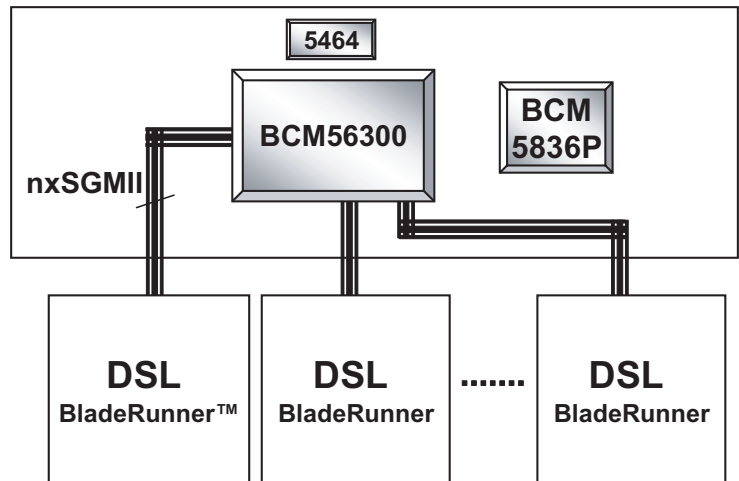 5464
BCM56300
BCM
5836P
nxSGMII
DSL
BladeRunner™
DSL
BladeRunner
.......
DSL
BladeRunner